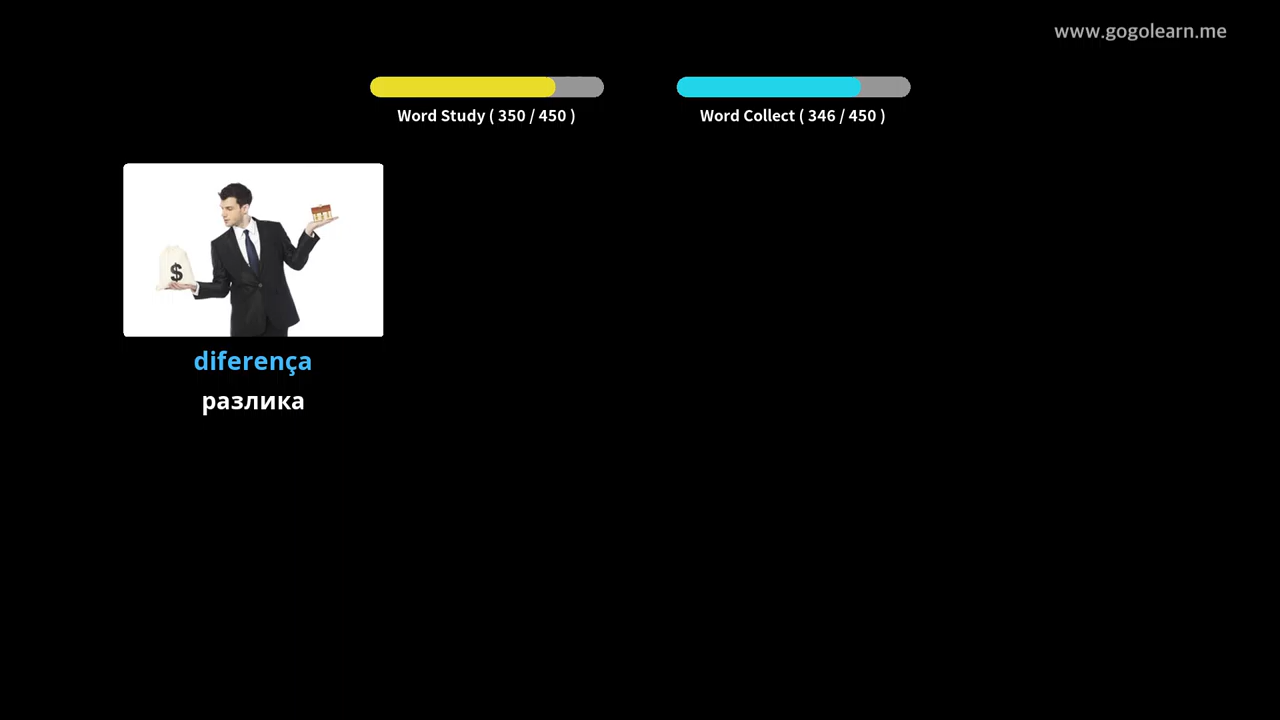 www.gogolearn.me
Word Study ( 350 / 450 )
Word Collect ( 346 / 450 )
$
diferença
разлика